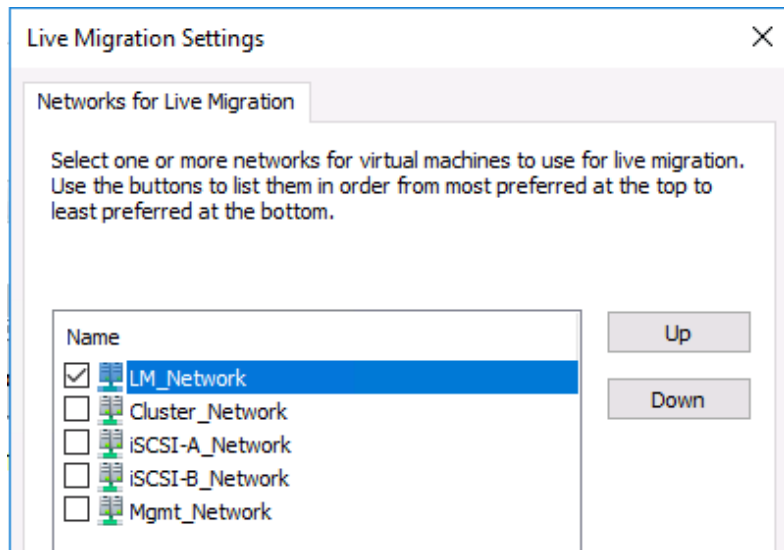 Live Migration Settings
Networks for Live Migration
Select one or more networks for virtual machines to use for live migration.
Use the buttons to list them in order from most preferred at the top to
least preferred at the bottom.
Name
LM_Network
Cluster_Network
iSCSI-A_Network
iSCSI-B_Network
Mgmt_Network
Up
Down